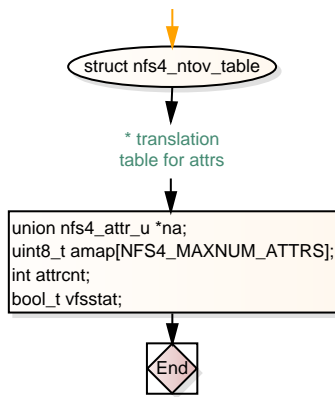 struct nfs4_ntov_table
* translation
table for attrs
union nfs4_attr_u *na;
uint8_t amap[NFS4_MAXNUM_ATTRS];
int attrcnt;
bool_t vfsstat;
End